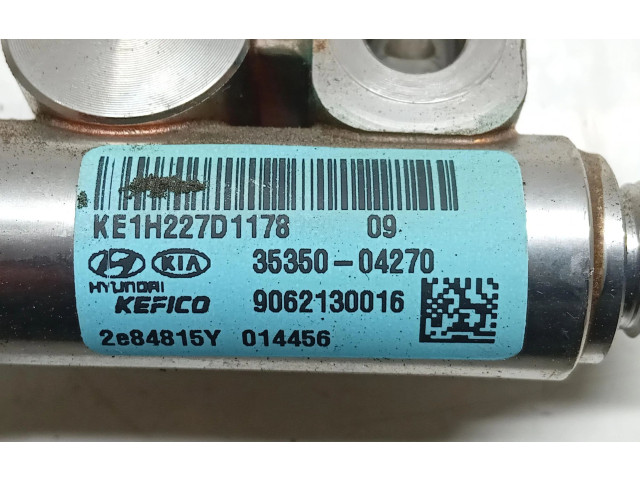 KE1H227D1178 09
KIA 35350-04270
HYUNDAI
KEFICO 9062130016
2e84815Y 014456